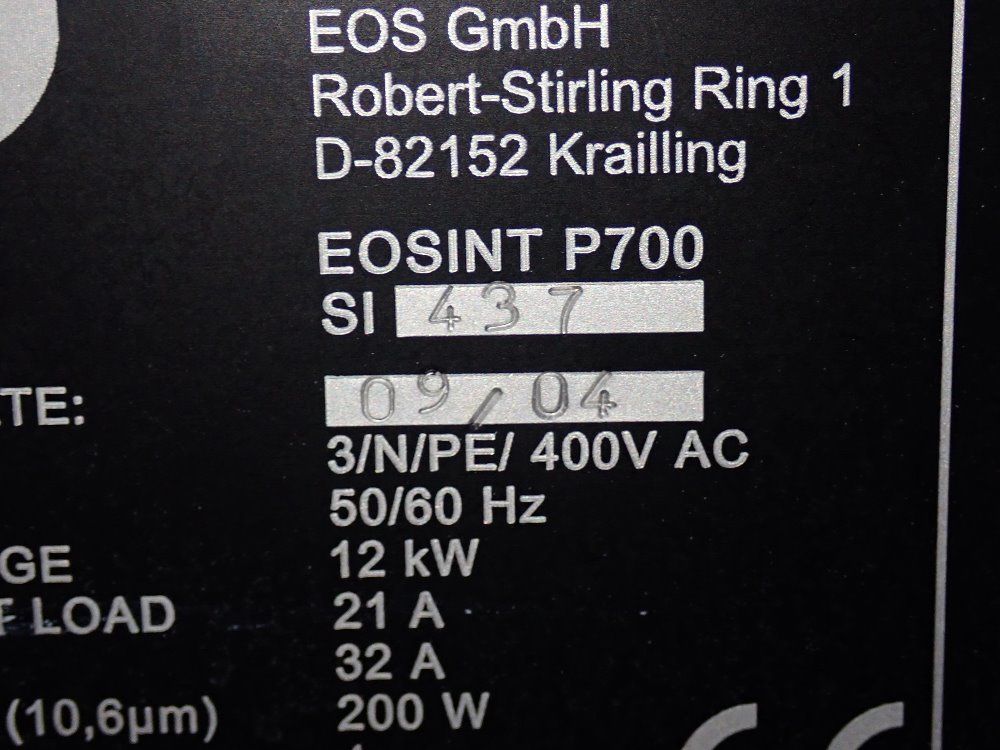 EOS GmbH
Robert-Stirling Ring 1
D-82152 Krailling
EOSINT P700
SI 437
TE: 09/04
3/N/PE/ 400V AC
50/60 Hz
GE 12 kW
LOAD 21 A
32 A
(10,6µm) 200 W
CE